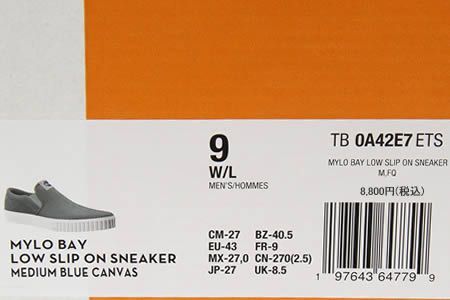 9
W/L
MEN'S/HOMMES
TB 0A42E7 ETS
MYLO BAY LOW SLIP ON SNEAKER
M,FQ
8,800円(税込)
MYLO BAY
LOW SLIP ON SNEAKER
MEDIUM BLUE CANVAS
CM-27 BZ-40.5
EU-43 FR-9
MX-27,0 CN-270(2.5)
JP-27 UK-8.5
1 97643 64779 9